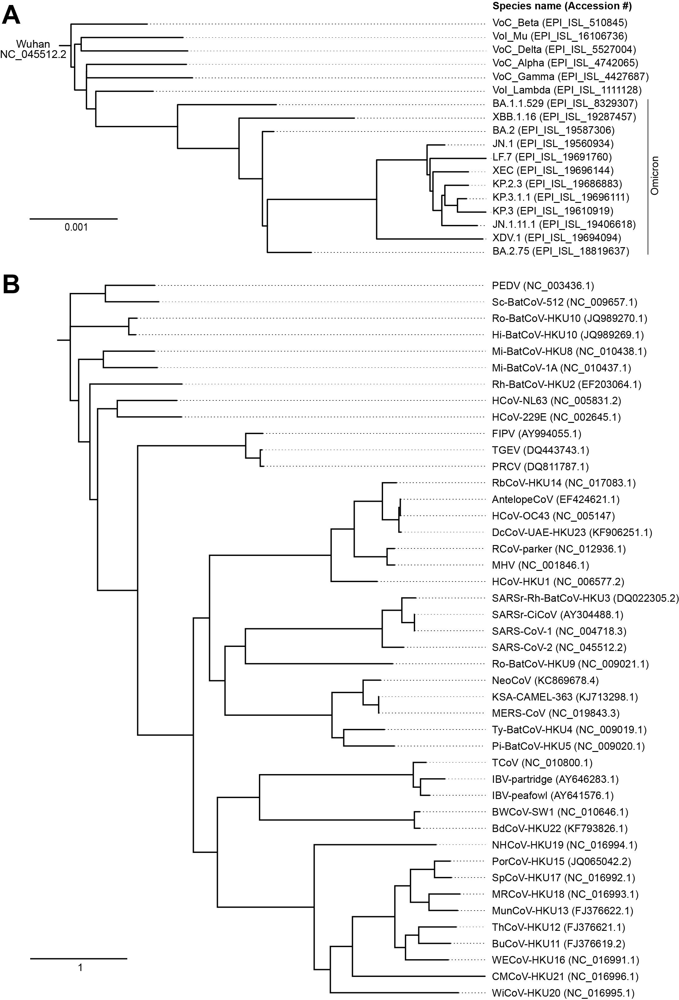 A
Species name (Accession #)
VoC_Beta (EPI_ISL_510845)
VoI_Mu (EPI_ISL_16106736)
Wuhan
NC_045512.2
VoC_Delta (EPI_ISL_5527004)
VoC_Alpha (EPI_ISL_4742065)
VoC_Gamma (EPI_ISL_4427687)
VoI_Lambda (EPI_ISL_1111128)
BA.1.1.529 (EPI_ISL_8329307)
XBB.1.16 (EPI_ISL_19287457)
BA.2 (EPI_ISL_19587306)
JN.1 (EPI_ISL_19560934)
LF.7 (EPI_ISL_19691760)
XEC (EPI_ISL_19696144)
KP.2.3 (EPI_ISL_19686883)
KP.3.1.1 (EPI_ISL_19696111)
KP.3 (EPI_ISL_19610919)
JN.1.11.1 (EPI_ISL_19406618)
XDV.1 (EPI_ISL_19694094)
BA.2.75 (EPI_ISL_18819637)
Omicron
0.001
B
PEDV (NC_003436.1)
Sc-BatCoV-512 (NC_009657.1)
Ro-BatCoV-HKU10 (JQ989270.1)
Hi-BatCoV-HKU10 (JQ989269.1)
Mi-BatCoV-HKU8 (NC_010438.1)
Mi-BatCoV-1A (NC_010437.1)
Rh-BatCoV-HKU2 (EF203064.1)
HCoV-NL63 (NC_005831.2)
HCoV-229E (NC_002645.1)
FIPV (AY994055.1)
TGEV (DQ443743.1)
PRCV (DQ811787.1)
RbCoV-HKU14 (NC_017083.1)
AntelopeCoV (EF424621.1)
HCoV-OC43 (NC_005147)
DcCoV-UAE-HKU23 (KF906251.1)
RCoV-parker (NC_012936.1)
MHV (NC_001846.1)
HCoV-HKU1 (NC_006577.2)
SARSr-Rh-BatCoV-HKU3 (DQ022305.2)
SARSr-CiCoV (AY304488.1)
SARS-CoV-1 (NC_004718.3)
SARS-CoV-2 (NC_045512.2)
Ro-BatCoV-HKU9 (NC_009021.1)
NeoCoV (KC869678.4)
KSA-CAMEL-363 (KJ713298.1)
MERS-CoV (NC_019843.3)
Ty-BatCoV-HKU4 (NC_009019.1)
Pi-BatCoV-HKU5 (NC_009020.1)
TCoV (NC_010800.1)
IBV-partridge (AY646283.1)
IBV-peafowl (AY641576.1)
BWCoV-SW1 (NC_010646.1)
BdCoV-HKU22 (KF793826.1)
NHCoV-HKU19 (NC_016994.1)
PorCoV-HKU15 (JQ065042.2)
SpCoV-HKU17 (NC_016992.1)
MRCoV-HKU18 (NC_016993.1)
MunCoV-HKU13 (FJ376622.1)
ThCoV-HKU12 (FJ376621.1)
BuCoV-HKU11 (FJ376619.2)
WECoV-HKU16 (NC_016991.1)
CMCoV-HKU21 (NC_016996.1)
WiCoV-HKU20 (NC_016995.1)
1